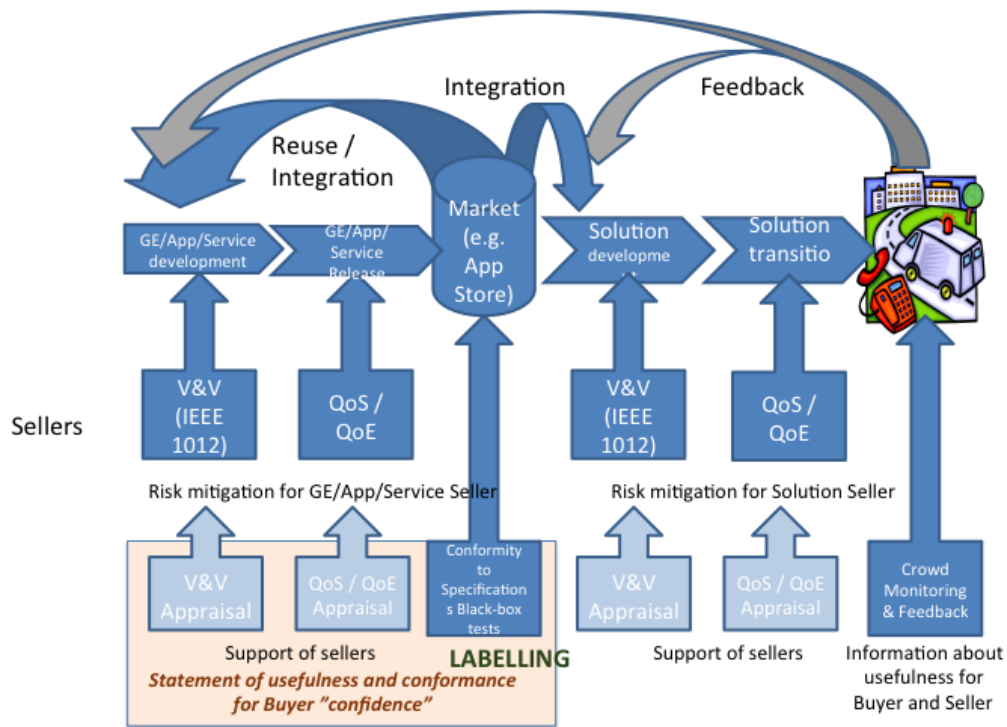 Integration
Feedback
Reuse /
Integration
Market
(e.g.
App
Store)
GE/App/Service
development
GE/App/
Service
Release
Solution
developme
Solution
transitio
Sellers
V&V
(IEEE
1012)
QoS /
QoE
V&V
(IEEE
1012)
QoS /
QoE
Risk mitigation for GE/App/Service Seller
Risk mitigation for Solution Seller
V&V
Appraisal
QoS / QoE
Appraisal
Conformity
to
Specification
s Black-box
tests
V&V
Appraisal
QoS / QoE
Appraisal
Crowd
Monitoring
& Feedback
Support of sellers
LABELLING
Support of sellers
Information about
usefulness for
Buyer and Seller
Statement of usefulness and conformance
for Buyer ”confidence”